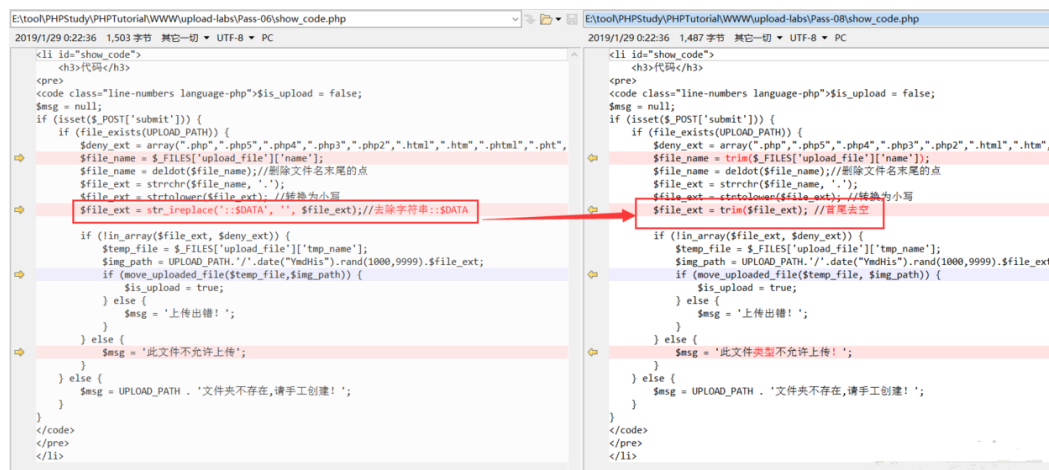 E:\tool\PHPStudy\PHPTutorial\WWW\upload-labs\Pass-06\show_code.php
2019/1/29 0:22:36 1,503 字节 其它一切 ▼ UTF-8 ▼ PC
<li id="show_code">
<h3>代码</h3>
<pre>
<code class="line-numbers language-php">$is_upload = false;
$msg = null;
if (isset($_POST['submit'])) {
if (file_exists(UPLOAD_PATH)) {
$deny_ext = array(".php",".php5",".php4",".php3",".php2",".html",".htm",".phtml",".pht",
$file_name = $_FILES['upload_file']['name'];
$file_name = deldot($file_name);//删除文件名末尾的点
$file_ext = strrchr($file_name, '.');
$file_ext = strtolower($file_ext); //转换为小写
$file_ext = str_ireplace('::$DATA', '', $file_ext);//去除字符串::$DATA
if (!in_array($file_ext, $deny_ext)) {
$temp_file = $_FILES['upload_file']['tmp_name'];
$img_path = UPLOAD_PATH.'/'.date("YmdHis").rand(1000,9999).$file_ext;
if (move_uploaded_file($temp_file,$img_path)) {
$is_upload = true;
} else {
$msg = '上传出错！';
}
} else {
$msg = '此文件不允许上传';
}
} else {
$msg = UPLOAD_PATH . '文件夹不存在,请手工创建！';
}
}
</code>
</pre>
</li>
E:\tool\PHPStudy\PHPTutorial\WWW\upload-labs\Pass-08\show_code.php
2019/1/29 0:22:36 1,487 字节 其它一切 ▼ UTF-8 ▼ PC
<li id="show_code">
<h3>代码</h3>
<pre>
<code class="line-numbers language-php">$is_upload = false;
$msg = null;
if (isset($_POST['submit'])) {
if (file_exists(UPLOAD_PATH)) {
$deny_ext = array(".php",".php5",".php4",".php3",".php2",".html",".htm"
$file_name = trim($_FILES['upload_file']['name']);
$file_name = deldot($file_name);//删除文件名末尾的点
$file_ext = strrchr($file_name, '.');
$file_ext = strtolower($file_ext); //转换为小写
$file_ext = trim($file_ext); //首尾去空
if (!in_array($file_ext, $deny_ext)) {
$temp_file = $_FILES['upload_file']['tmp_name'];
$img_path = UPLOAD_PATH.'/'.date("YmdHis").rand(1000,9999).$file_ext
if (move_uploaded_file($temp_file, $img_path)) {
$is_upload = true;
} else {
$msg = '上传出错！';
}
} else {
$msg = '此文件类型不允许上传！';
}
} else {
$msg = UPLOAD_PATH . '文件夹不存在,请手工创建！';
}
}
</code>
</pre>
</li>